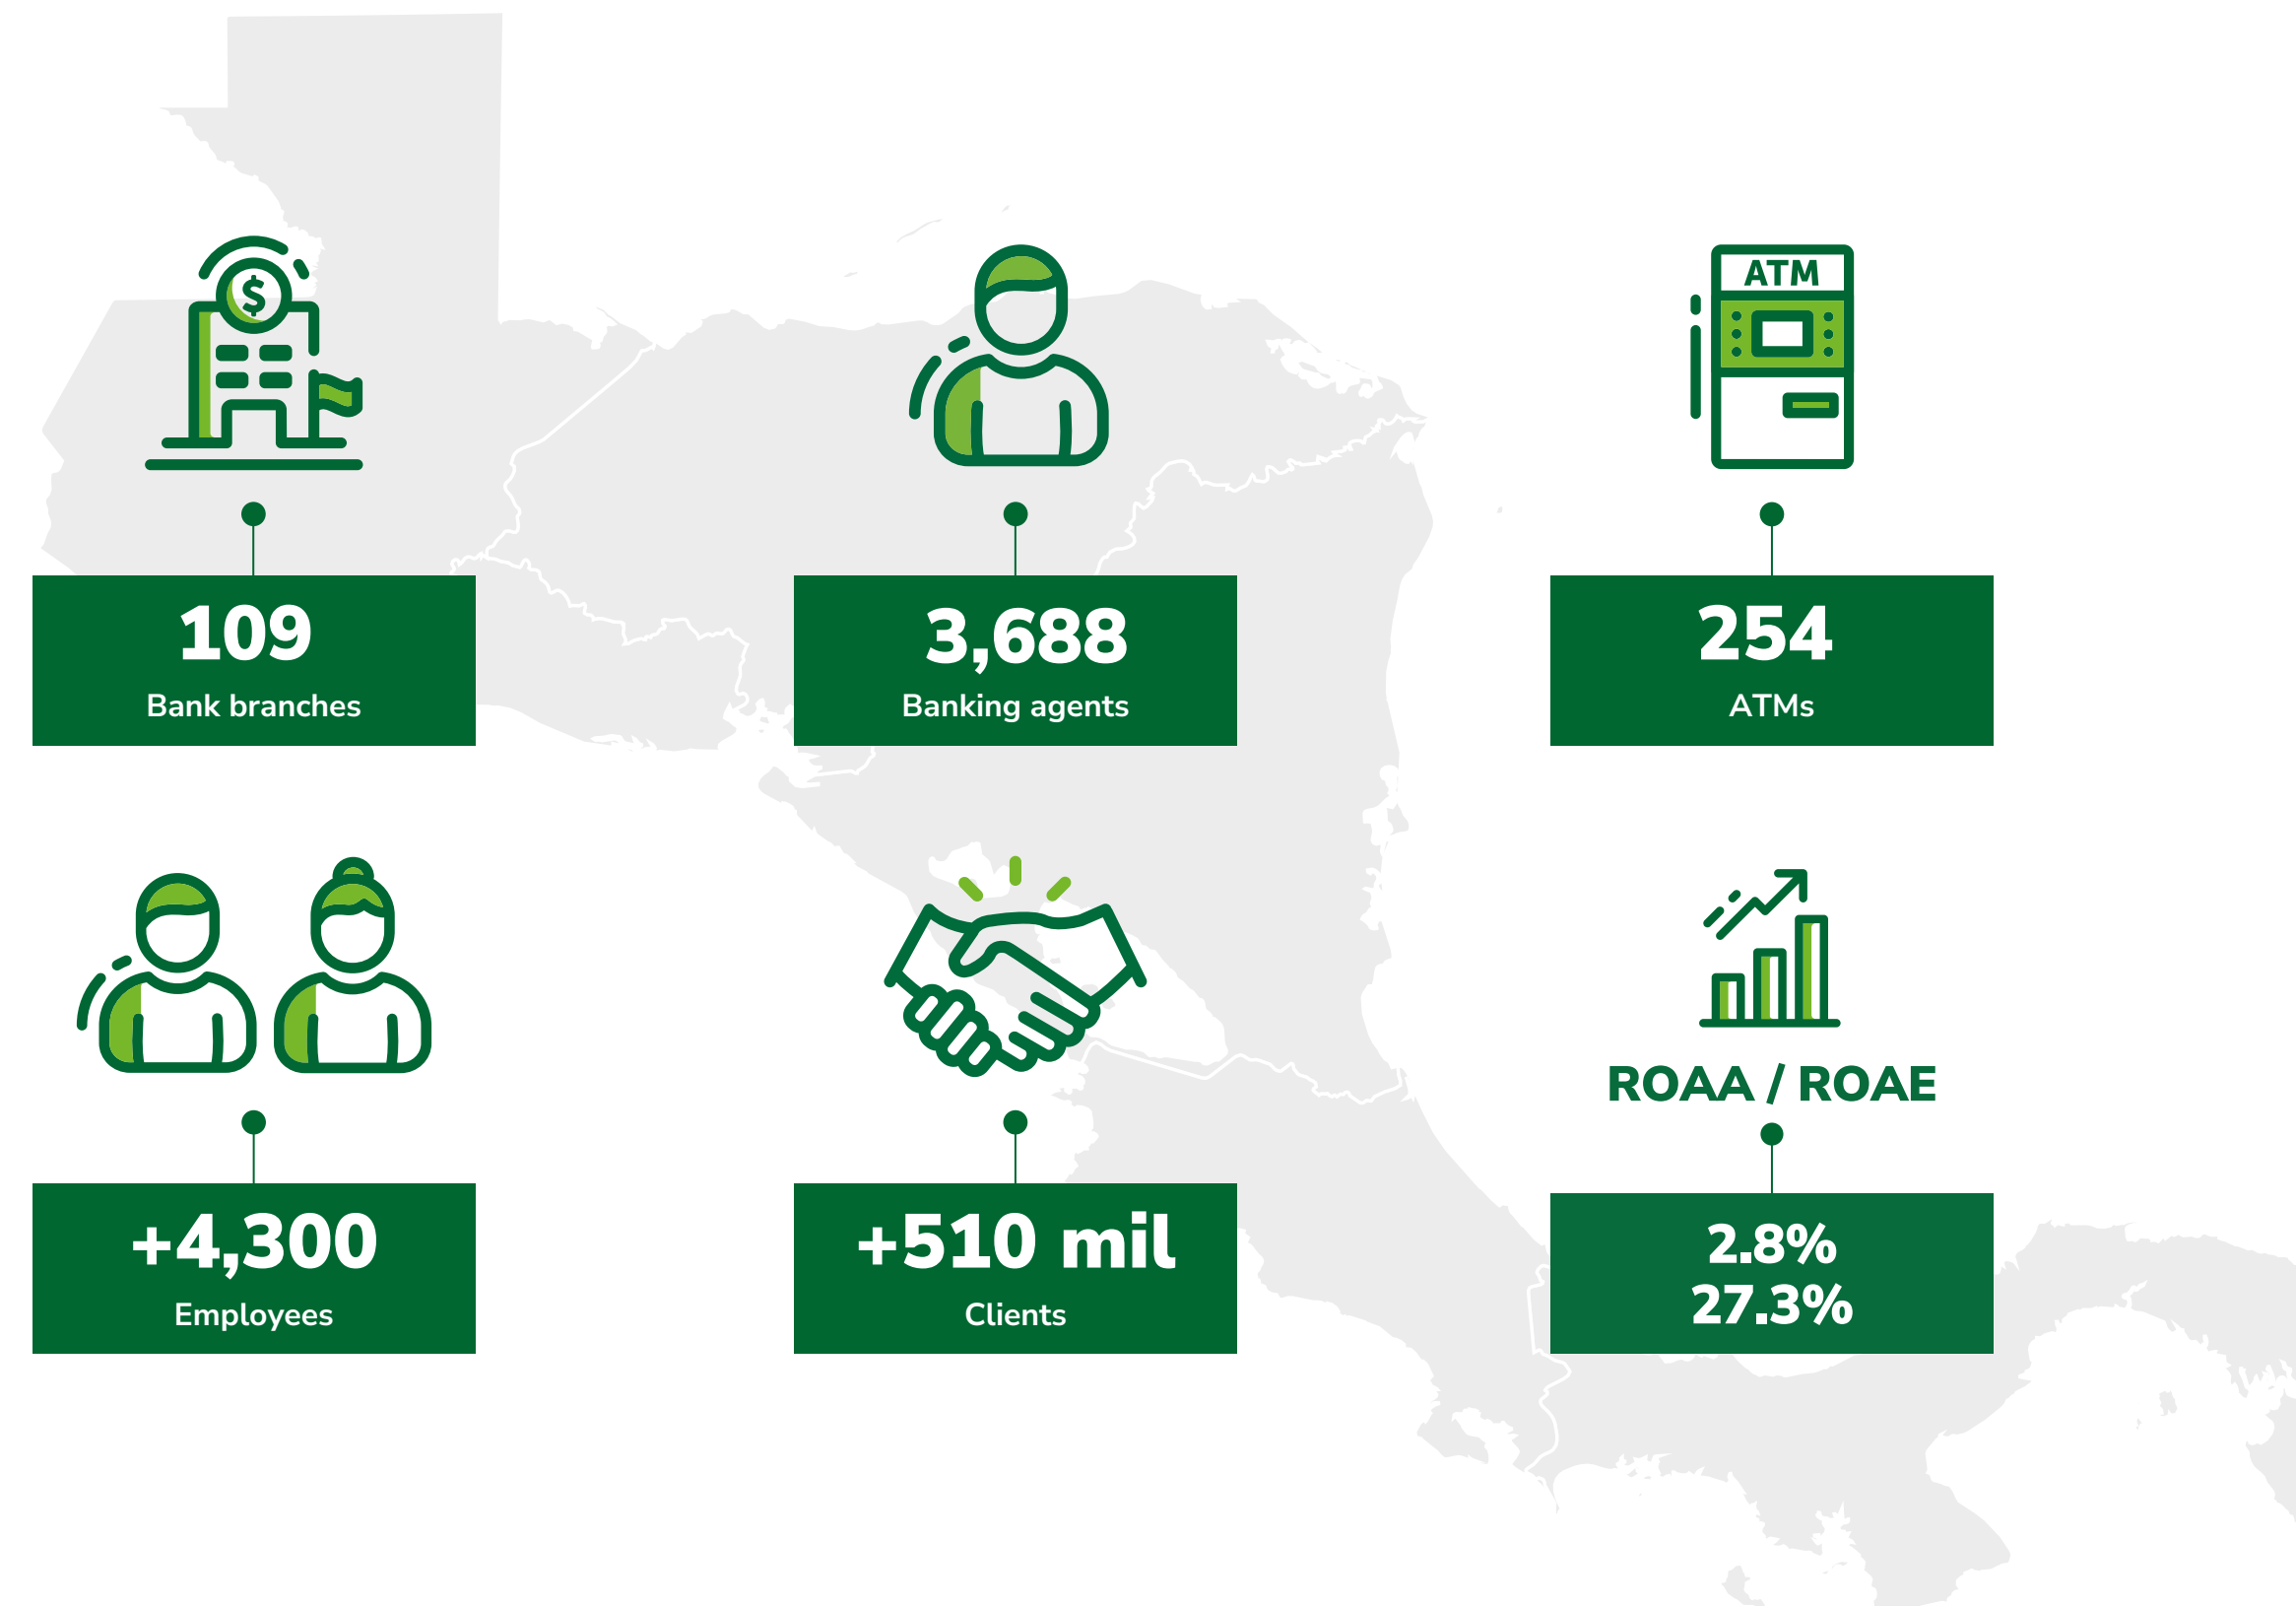 $
ATM
109
Bank branches
3,688
Banking agents
254
ATMs
+4,300
Employees
+510 mil
Clients
ROAA / ROAE
2.8%
27.3%